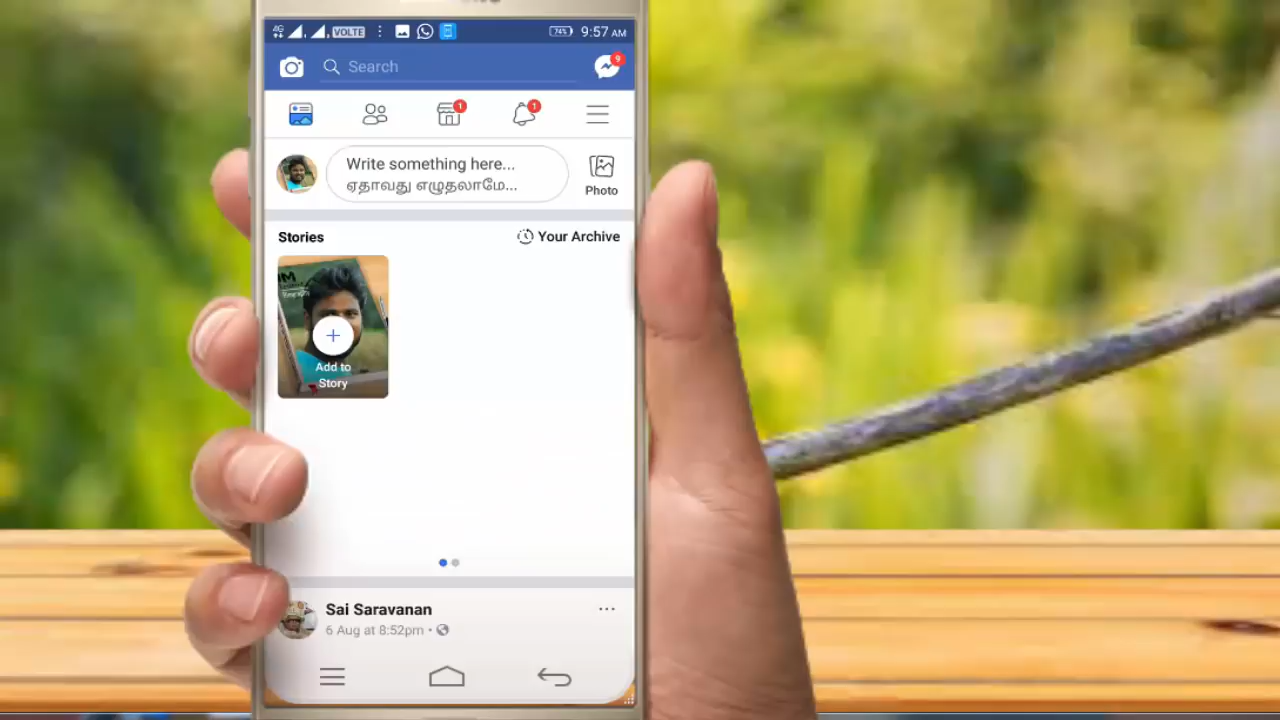 4G VOLTE 74% 9:57 AM
Search 9
1 1
Write something here...
ஏதாவது எழுதலாமே...
Photo
Stories Your Archive
Add to
Story
Sai Saravanan
6 Aug at 8:52pm •